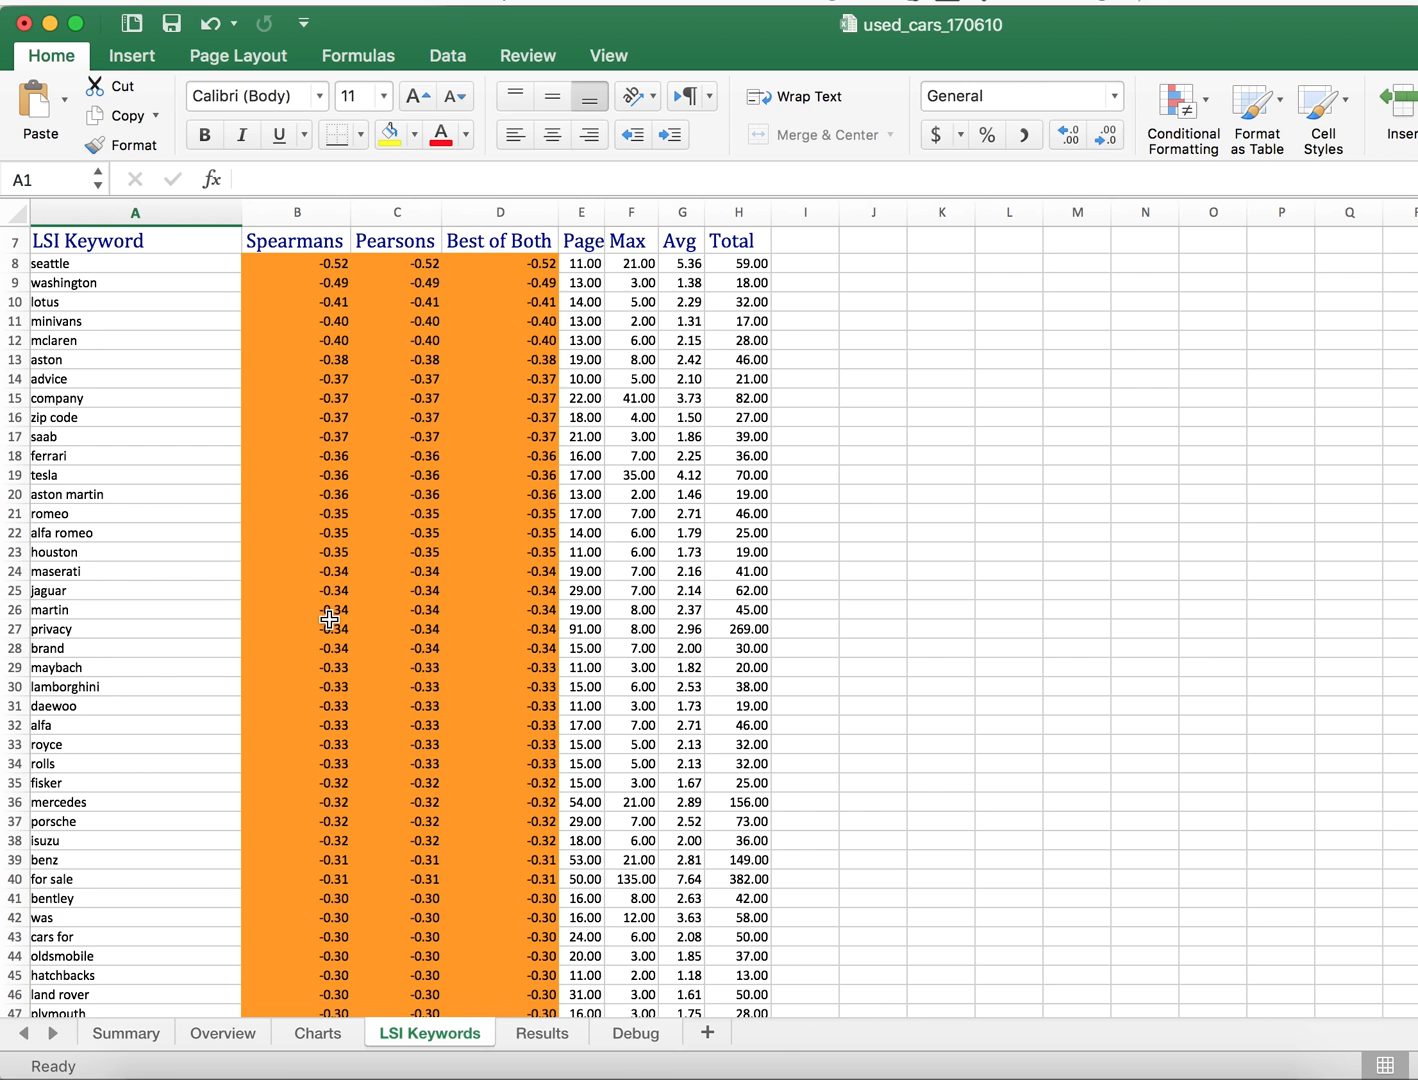 used_cars_170610
Home Insert Page Layout Formulas Data Review View
Paste
Cut
Copy
Format
Calibri (Body) 11 A A
B I U A
Wrap Text
Merge & Center
General
$ % .0 .00 .00 .0
Conditional Formatting
Format as Table
Cell Styles
Inser
A1 fx
A B C D E F G H I J K L M N O P Q
7 LSI Keyword Spearmans Pearsons Best of Both Page Max Avg Total
8 seattle -0.52 -0.52 -0.52 11.00 21.00 5.36 59.00
9 washington -0.49 -0.49 -0.49 13.00 3.00 1.38 18.00
10 lotus -0.41 -0.41 -0.41 14.00 5.00 2.29 32.00
11 minivans -0.40 -0.40 -0.40 13.00 2.00 1.31 17.00
12 mclaren -0.40 -0.40 -0.40 13.00 6.00 2.15 28.00
13 aston -0.38 -0.38 -0.38 19.00 8.00 2.42 46.00
14 advice -0.37 -0.37 -0.37 10.00 5.00 2.10 21.00
15 company -0.37 -0.37 -0.37 22.00 41.00 3.73 82.00
16 zip code -0.37 -0.37 -0.37 18.00 4.00 1.50 27.00
17 saab -0.37 -0.37 -0.37 21.00 3.00 1.86 39.00
18 ferrari -0.36 -0.36 -0.36 16.00 7.00 2.25 36.00
19 tesla -0.36 -0.36 -0.36 17.00 35.00 4.12 70.00
20 aston martin -0.36 -0.36 -0.36 13.00 2.00 1.46 19.00
21 romeo -0.35 -0.35 -0.35 17.00 7.00 2.71 46.00
22 alfa romeo -0.35 -0.35 -0.35 14.00 6.00 1.79 25.00
23 houston -0.35 -0.35 -0.35 11.00 6.00 1.73 19.00
24 maserati -0.34 -0.34 -0.34 19.00 7.00 2.16 41.00
25 jaguar -0.34 -0.34 -0.34 29.00 7.00 2.14 62.00
26 martin -0.34 -0.34 -0.34 19.00 8.00 2.37 45.00
27 privacy -0.34 -0.34 -0.34 91.00 8.00 2.96 269.00
28 brand -0.34 -0.34 -0.34 15.00 7.00 2.00 30.00
29 maybach -0.33 -0.33 -0.33 11.00 3.00 1.82 20.00
30 lamborghini -0.33 -0.33 -0.33 15.00 6.00 2.53 38.00
31 daewoo -0.33 -0.33 -0.33 11.00 3.00 1.73 19.00
32 alfa -0.33 -0.33 -0.33 17.00 7.00 2.71 46.00
33 royce -0.33 -0.33 -0.33 15.00 5.00 2.13 32.00
34 rolls -0.33 -0.33 -0.33 15.00 5.00 2.13 32.00
35 fisker -0.32 -0.32 -0.32 15.00 3.00 1.67 25.00
36 mercedes -0.32 -0.32 -0.32 54.00 21.00 2.89 156.00
37 porsche -0.32 -0.32 -0.32 29.00 7.00 2.52 73.00
38 isuzu -0.32 -0.32 -0.32 18.00 6.00 2.00 36.00
39 benz -0.31 -0.31 -0.31 53.00 21.00 2.81 149.00
40 for sale -0.31 -0.31 -0.31 50.00 135.00 7.64 382.00
41 bentley -0.30 -0.30 -0.30 16.00 8.00 2.63 42.00
42 was -0.30 -0.30 -0.30 16.00 12.00 3.63 58.00
43 cars for -0.30 -0.30 -0.30 24.00 6.00 2.08 50.00
44 oldsmobile -0.30 -0.30 -0.30 20.00 3.00 1.85 37.00
45 hatchbacks -0.30 -0.30 -0.30 11.00 2.00 1.18 13.00
46 land rover -0.30 -0.30 -0.30 31.00 3.00 1.61 50.00
47 plymouth -0.30 -0.30 -0.30 16.00 3.00 1.75 28.00
Summary Overview Charts LSI Keywords Results Debug +
Ready